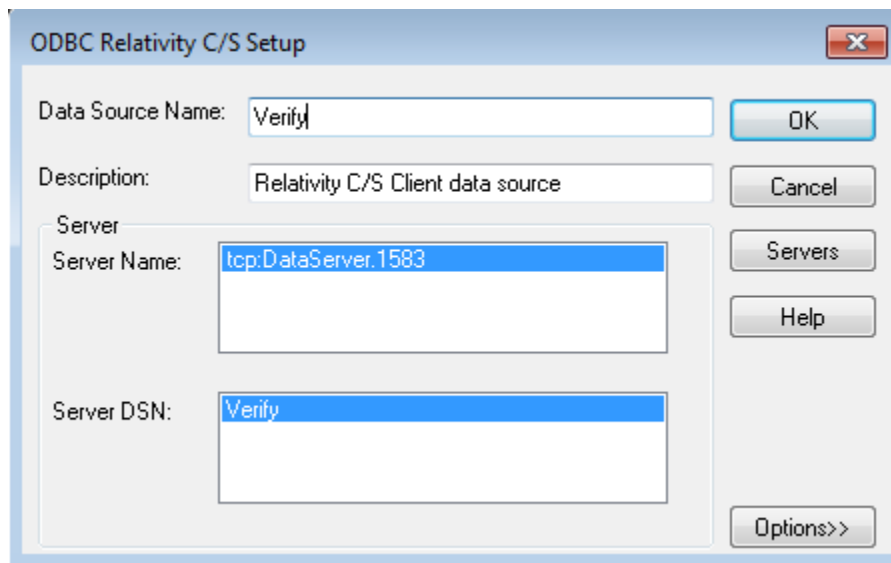 ODBC Relativity C/S Setup
Data Source Name: Verify
OK
Description: Relativity C/S Client data source
Cancel
Server
Server Name: tcp:DataServer.1583
Servers
Help
Server DSN: Verify
Options>>